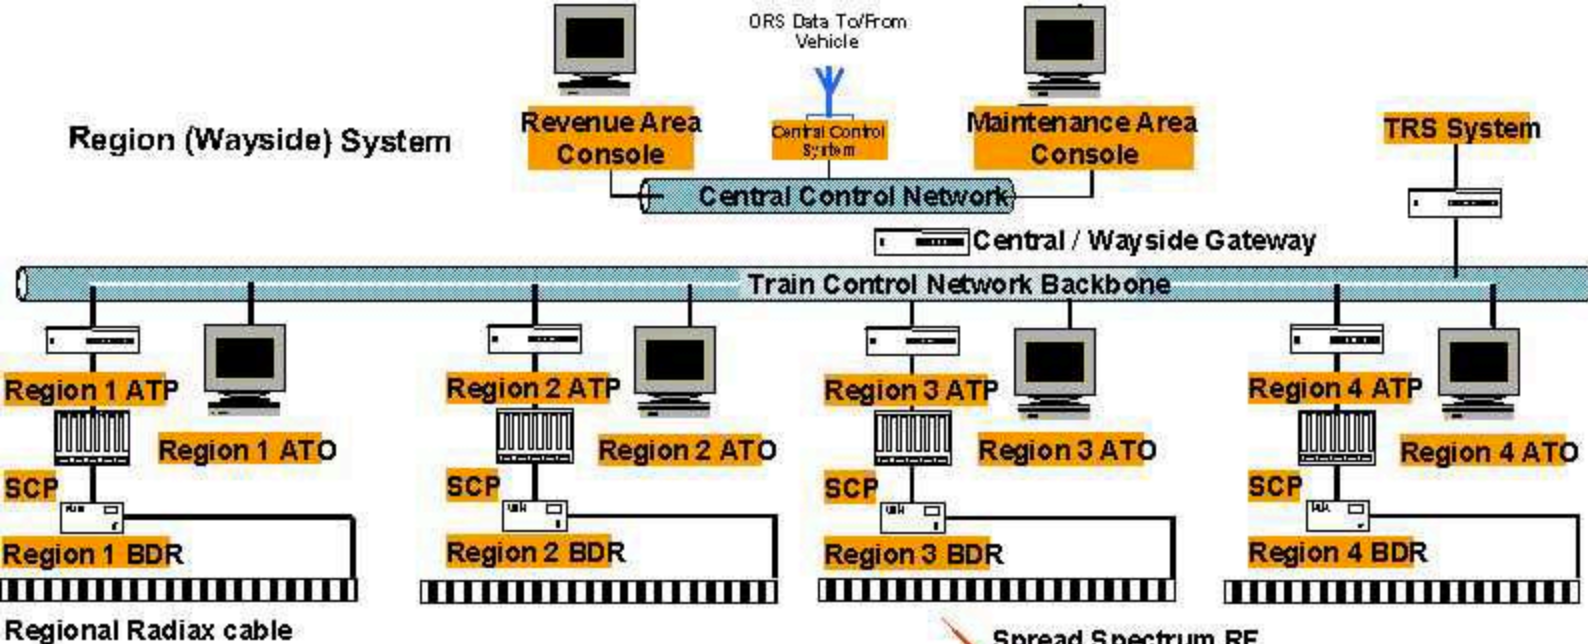 ORS Data To/From
Vehicle
Region (Wayside) System
Revenue Area
Console
Central Control
System
Maintenance Area
Console
TRS System
Central Control Network
Central / Wayside Gateway
Train Control Network Backbone
Region 1 ATP
Region 2 ATP
Region 3 ATP
Region 4 ATP
Region 1 ATO
Region 2 ATO
Region 3 ATO
Region 4 ATO
SCP
SCP
SCP
SCP
Region 1 BDR
Region 2 BDR
Region 3 BDR
Region 4 BDR
Regional Radiax cable
Spread Spectrum RF